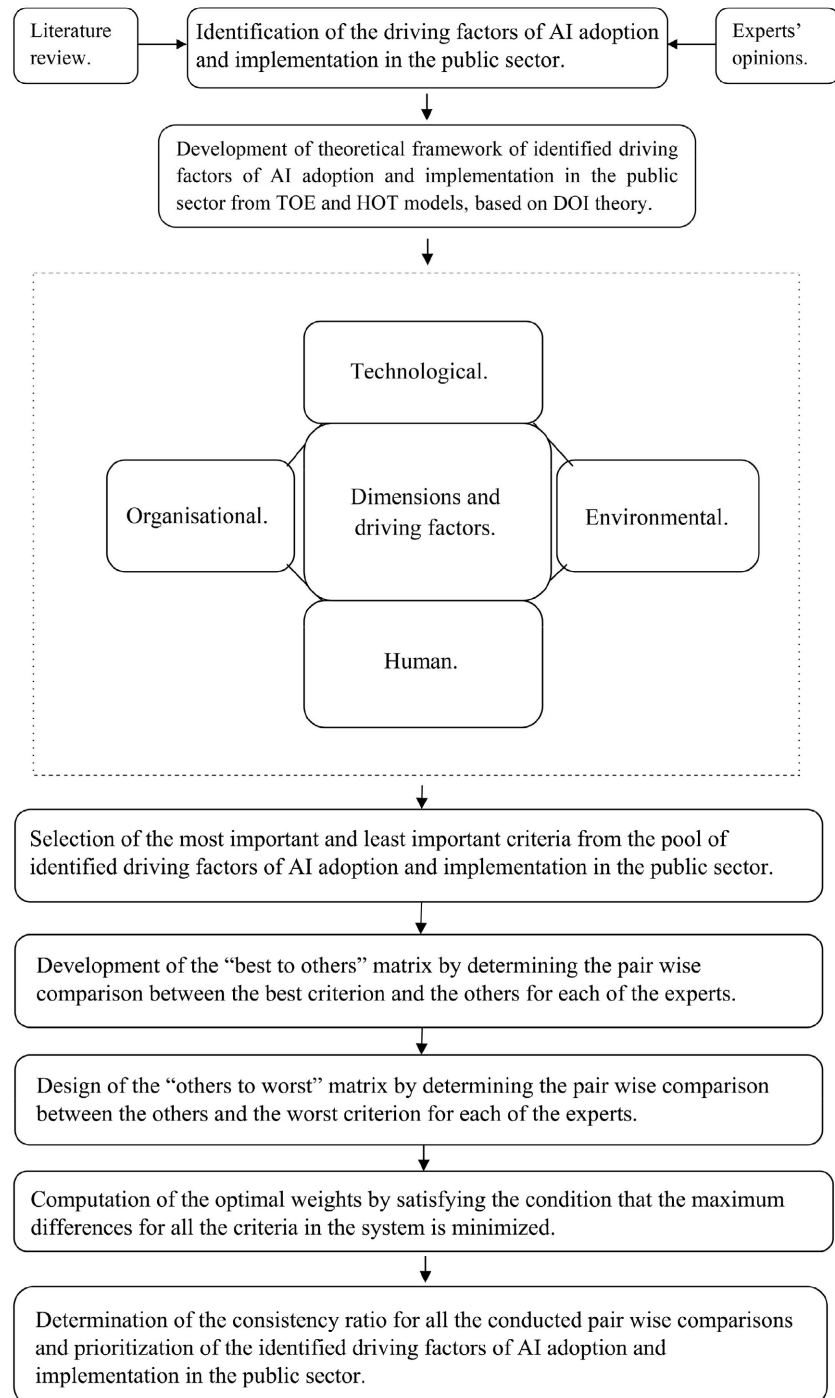 Literature
review.
Identification of the driving factors of AI adoption
and implementation in the public sector.
Experts’
opinions.
Development of theoretical framework of identified driving
factors of AI adoption and implementation in the public
sector from TOE and HOT models, based on DOI theory.
Technological.
Organisational.
Dimensions and
driving factors.
Environmental.
Human.
Selection of the most important and least important criteria from the pool of
identified driving factors of AI adoption and implementation in the public sector.
Development of the “best to others” matrix by determining the pair wise
comparison between the best criterion and the others for each of the experts.
Design of the “others to worst” matrix by determining the pair wise comparison
between the others and the worst criterion for each of the experts.
Computation of the optimal weights by satisfying the condition that the maximum
differences for all the criteria in the system is minimized.
Determination of the consistency ratio for all the conducted pair wise comparisons
and prioritization of the identified driving factors of AI adoption and
implementation in the public sector.